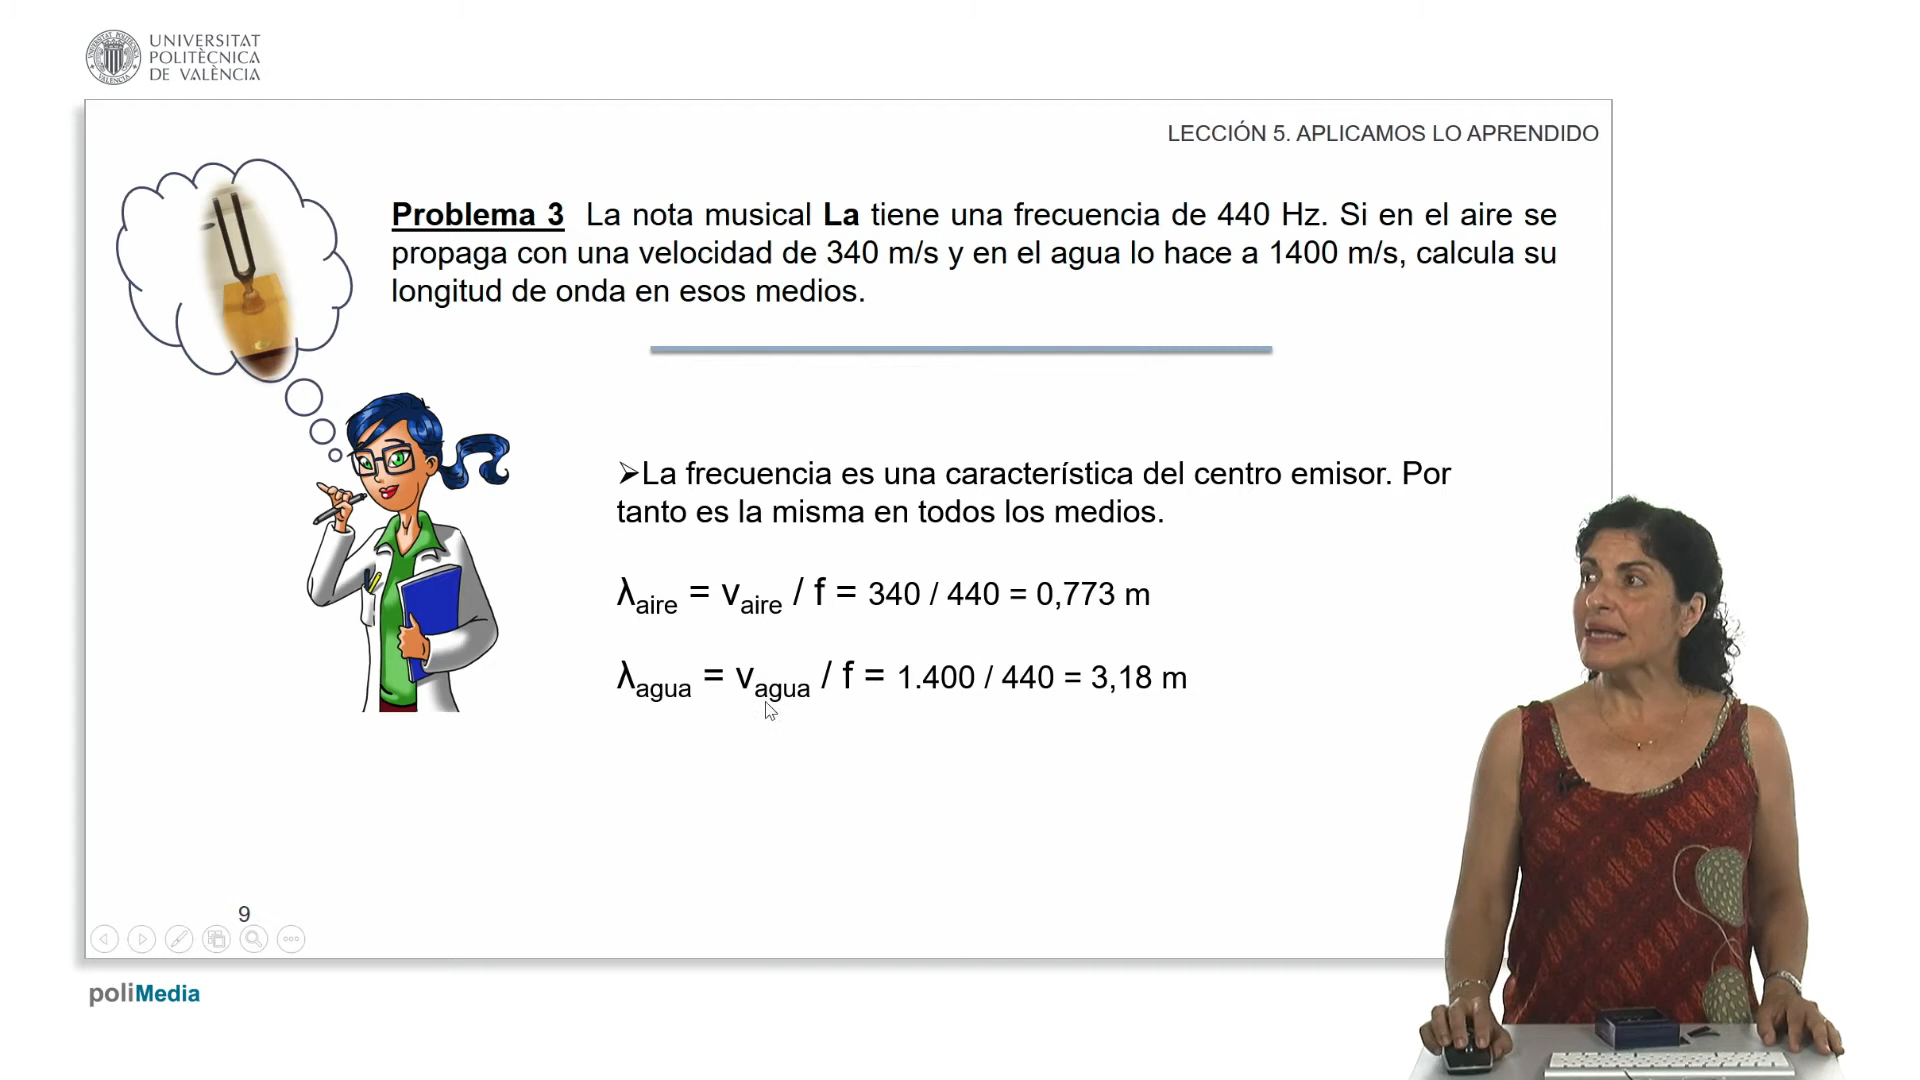 UNIVERSITAT
POLITÈCNICA
DE VALÈNCIA
LECCIÓN 5. APLICAMOS LO APRENDIDO
Problema 3 La nota musical La tiene una frecuencia de 440 Hz. Si en el aire se
propaga con una velocidad de 340 m/s y en el agua lo hace a 1400 m/s, calcula su
longitud de onda en esos medios.
➢La frecuencia es una característica del centro emisor. Por
tanto es la misma en todos los medios.
λaire = vaire / f = 340 / 440 = 0,773 m
λagua = vagua / f = 1.400 / 440 = 3,18 m
9
poliMedia